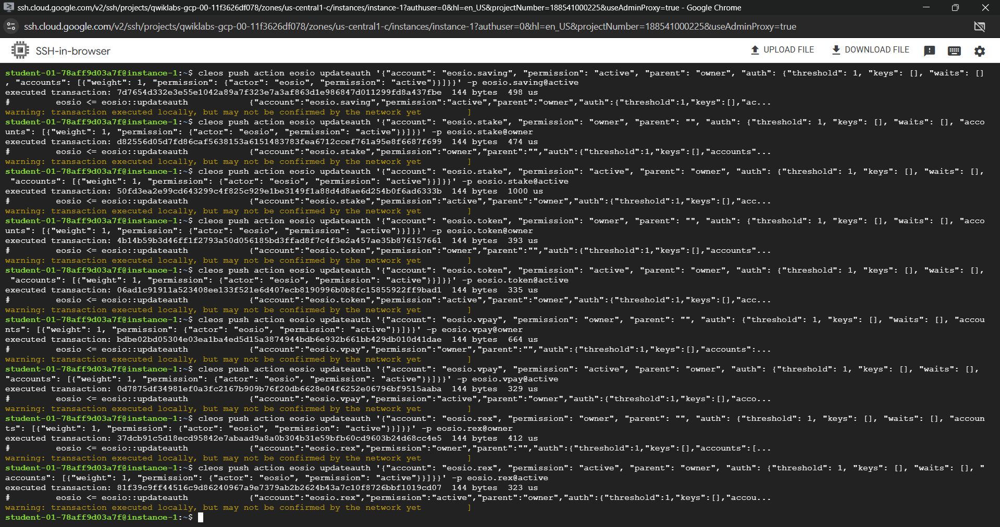 ssh.cloud.google.com/v2/ssh/projects/qwiklabs-gcp-00-11f3626df078/zones/us-central1-c/instances/instance-1?authuser=0&hl=en_US&projectNumber=188541000225&useAdminProxy=true - Google Chrome
ssh.cloud.google.com/v2/ssh/projects/qwiklabs-gcp-00-11f3626df078/zones/us-central1-c/instances/instance-1?authuser=0&hl=en_US&projectNumber=188541000225&useAdminProxy=true
SSH-in-browser UPLOAD FILE DOWNLOAD FILE
student-01-78aff9d03a7f@instance-1:~$ cleos push action eosio updateauth '{"account": "eosio.saving", "permission": "active", "parent": "owner", "auth": {"threshold": 1, "keys": [], "waits": []
, "accounts": [{"weight": 1, "permission": {"actor": "eosio", "permission": "active"}}]}}' -p eosio.saving@active
executed transaction: 7d7654d332e3e55e1042a89a7f323e7a3af863d1e986847d011299fd8a437fbe  144 bytes  498 us
#         eosio <= eosio::updateauth            {"account":"eosio.saving","permission":"active","parent":"owner","auth":{"threshold":1,"keys":[],"ac...
warning: transaction executed locally, but may not be confirmed by the network yet         ]
student-01-78aff9d03a7f@instance-1:~$ cleos push action eosio updateauth '{"account": "eosio.stake", "permission": "owner", "parent": "", "auth": {"threshold": 1, "keys": [], "waits": [], "acco
unts": [{"weight": 1, "permission": {"actor": "eosio", "permission": "active"}}]}}' -p eosio.stake@owner
executed transaction: d82556d05d7fd86caf5638153a6151483783fea6712ccef761a95e8f6687f699  144 bytes  474 us
#         eosio <= eosio::updateauth            {"account":"eosio.stake","permission":"owner","parent":"","auth":{"threshold":1,"keys":[],"accounts"...
warning: transaction executed locally, but may not be confirmed by the network yet         ]
student-01-78aff9d03a7f@instance-1:~$ cleos push action eosio updateauth '{"account": "eosio.stake", "permission": "active", "parent": "owner", "auth": {"threshold": 1, "keys": [], "waits": [],
 "accounts": [{"weight": 1, "permission": {"actor": "eosio", "permission": "active"}}]}}' -p eosio.stake@active
executed transaction: 50fd3ea2e99cd643299c4f825c929e1be3149f1a88d4d8ae6d254b0f6ad6333b  144 bytes  1000 us
#         eosio <= eosio::updateauth            {"account":"eosio.stake","permission":"active","parent":"owner","auth":{"threshold":1,"keys":[],"acc...
warning: transaction executed locally, but may not be confirmed by the network yet         ]
student-01-78aff9d03a7f@instance-1:~$ cleos push action eosio updateauth '{"account": "eosio.token", "permission": "owner", "parent": "", "auth": {"threshold": 1, "keys": [], "waits": [], "acco
unts": [{"weight": 1, "permission": {"actor": "eosio", "permission": "active"}}]}}' -p eosio.token@owner
executed transaction: 4b14b59b3d46ff1f2793a50d056185bd3ffad8f7c4f3e2a457ae35b876157661  144 bytes  393 us
#         eosio <= eosio::updateauth            {"account":"eosio.token","permission":"owner","parent":"","auth":{"threshold":1,"keys":[],"accounts"...
warning: transaction executed locally, but may not be confirmed by the network yet         ]
student-01-78aff9d03a7f@instance-1:~$ cleos push action eosio updateauth '{"account": "eosio.token", "permission": "active", "parent": "owner", "auth": {"threshold": 1, "keys": [], "waits": [],
 "accounts": [{"weight": 1, "permission": {"actor": "eosio", "permission": "active"}}]}}' -p eosio.token@active
executed transaction: 06ad1c91911a523408ee133f521e6d407ecb8190996b0b8fc15855922ff9bad1  144 bytes  335 us
#         eosio <= eosio::updateauth            {"account":"eosio.token","permission":"active","parent":"owner","auth":{"threshold":1,"keys":[],"acc...
warning: transaction executed locally, but may not be confirmed by the network yet         ]
student-01-78aff9d03a7f@instance-1:~$ cleos push action eosio updateauth '{"account": "eosio.vpay", "permission": "owner", "parent": "", "auth": {"threshold": 1, "keys": [], "waits": [], "accou
nts": [{"weight": 1, "permission": {"actor": "eosio", "permission": "active"}}]}}' -p eosio.vpay@owner
executed transaction: bdbe02bd05304e03ea1ba4ed5d15a3874944bdb6e932b661bb429db010d41dae  144 bytes  664 us
#         eosio <= eosio::updateauth            {"account":"eosio.vpay","permission":"owner","parent":"","auth":{"threshold":1,"keys":[],"accounts":...
warning: transaction executed locally, but may not be confirmed by the network yet         ]
student-01-78aff9d03a7f@instance-1:~$ cleos push action eosio updateauth '{"account": "eosio.vpay", "permission": "active", "parent": "owner", "auth": {"threshold": 1, "keys": [], "waits": [],
"accounts": [{"weight": 1, "permission": {"actor": "eosio", "permission": "active"}}]}}' -p eosio.vpay@active
executed transaction: 0d7875df34981ef0a3fc2167b909b76f20db6628e04f6252e06796bf9515aaba  144 bytes  329 us
#         eosio <= eosio::updateauth            {"account":"eosio.vpay","permission":"active","parent":"owner","auth":{"threshold":1,"keys":[],"acco...
warning: transaction executed locally, but may not be confirmed by the network yet         ]
student-01-78aff9d03a7f@instance-1:~$ cleos push action eosio updateauth '{"account": "eosio.rex", "permission": "owner", "parent": "", "auth": {"threshold": 1, "keys": [], "waits": [], "accoun
ts": [{"weight": 1, "permission": {"actor": "eosio", "permission": "active"}}]}}' -p eosio.rex@owner
executed transaction: 37dcb91c5d18ecd95842e7abaad9a8a0b304b31e59bfb60cd9603b24d68cc4e5  144 bytes  412 us
#         eosio <= eosio::updateauth            {"account":"eosio.rex","permission":"owner","parent":"","auth":{"threshold":1,"keys":[],"accounts":[...
warning: transaction executed locally, but may not be confirmed by the network yet         ]
student-01-78aff9d03a7f@instance-1:~$ cleos push action eosio updateauth '{"account": "eosio.rex", "permission": "active", "parent": "owner", "auth": {"threshold": 1, "keys": [], "waits": [], "
accounts": [{"weight": 1, "permission": {"actor": "eosio", "permission": "active"}}]}}' -p eosio.rex@active
executed transaction: 81f39c9ff44516c9d86240967a9e7379ab2b2624b43a7c10f8726bbf1019cd07  144 bytes  323 us
#         eosio <= eosio::updateauth            {"account":"eosio.rex","permission":"active","parent":"owner","auth":{"threshold":1,"keys":[],"accou...
warning: transaction executed locally, but may not be confirmed by the network yet         ]
student-01-78aff9d03a7f@instance-1:~$